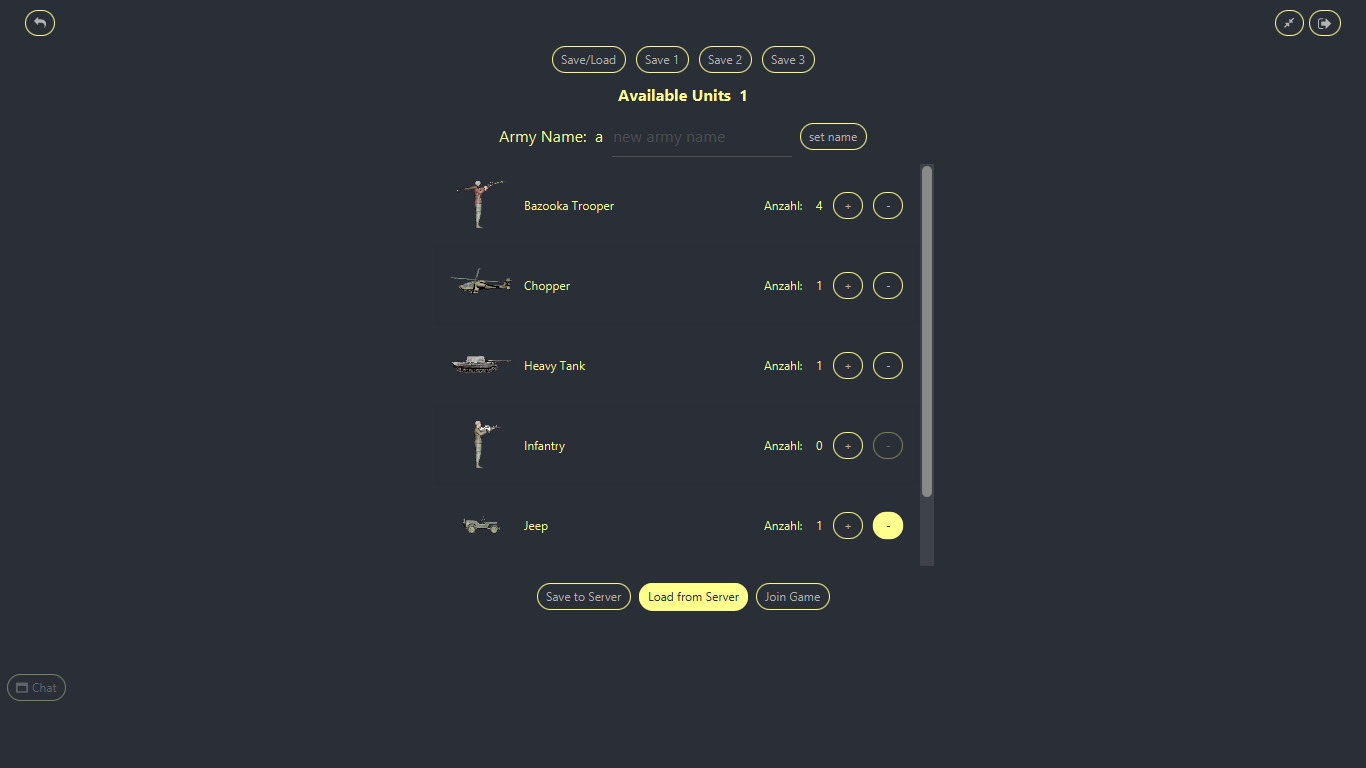 Save/Load Save 1 Save 2 Save 3
Available Units 1
Army Name: a new army name set name
Bazooka Trooper Anzahl: 4 + -
Chopper Anzahl: 1 + -
Heavy Tank Anzahl: 1 + -
Infantry Anzahl: 0 + -
Jeep Anzahl: 1 + -
Save to Server Load from Server Join Game
Chat